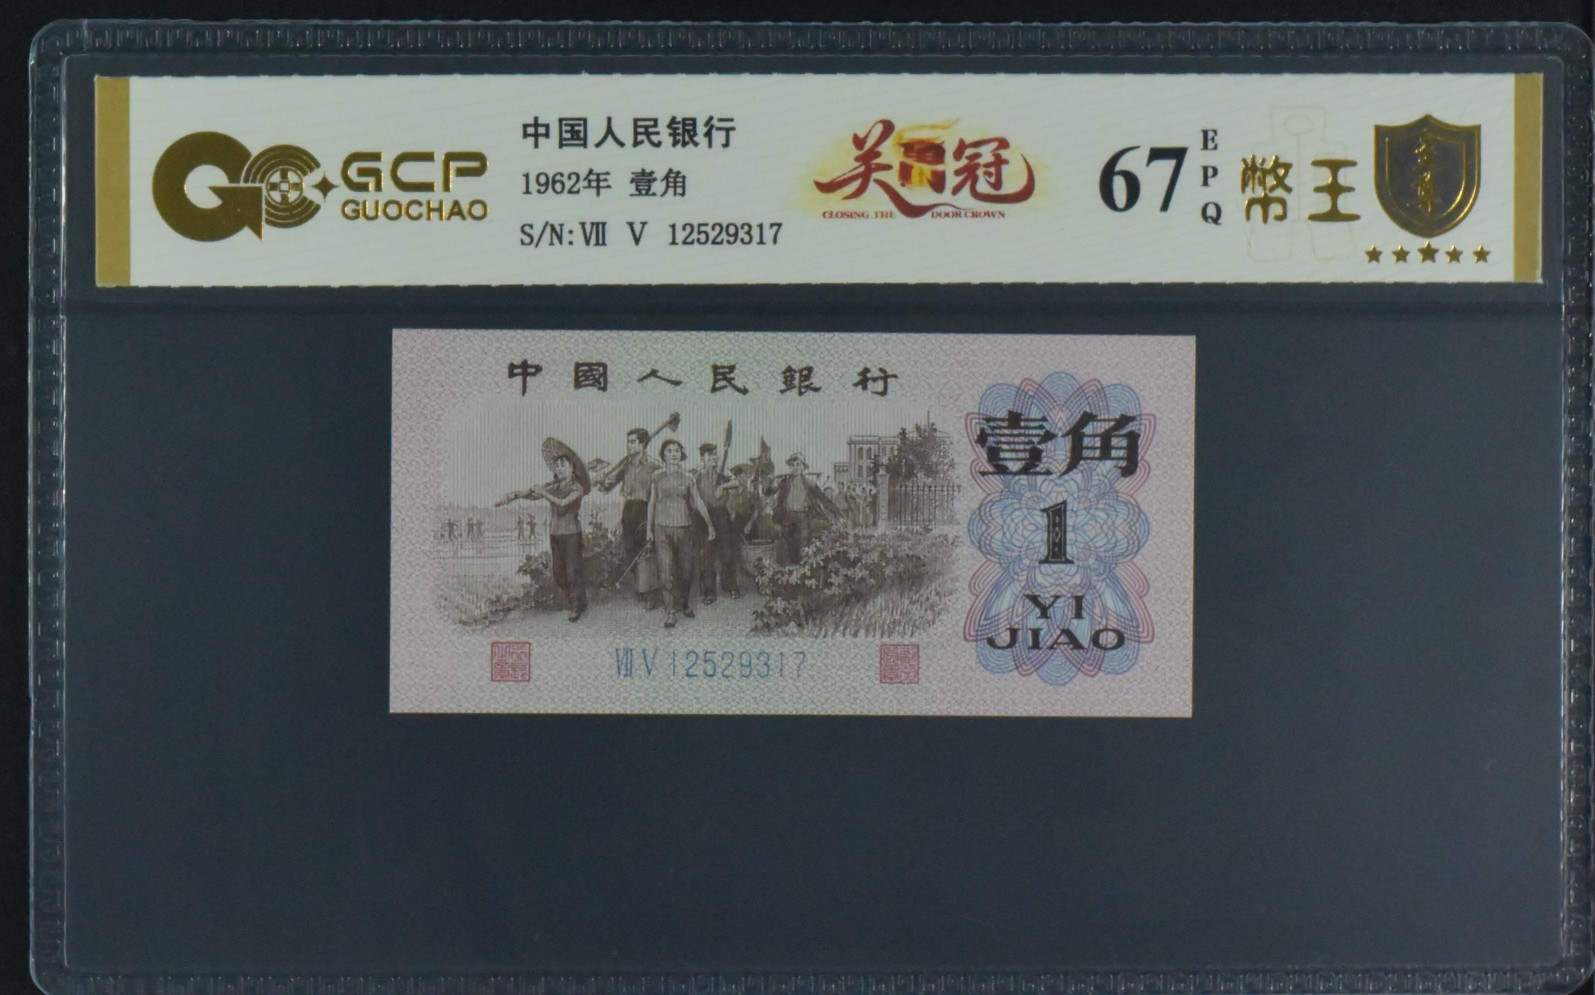 GCP
GUOCHAO
中国人民银行
1962年 壹角
S/N: Ⅶ Ⅴ 12529317
关门冠
CLOSING THE DOOR CROWN
67
EPQ
幣王
中國人民銀行
壹角
1
YI
JIAO
Ⅶ Ⅴ 12529317